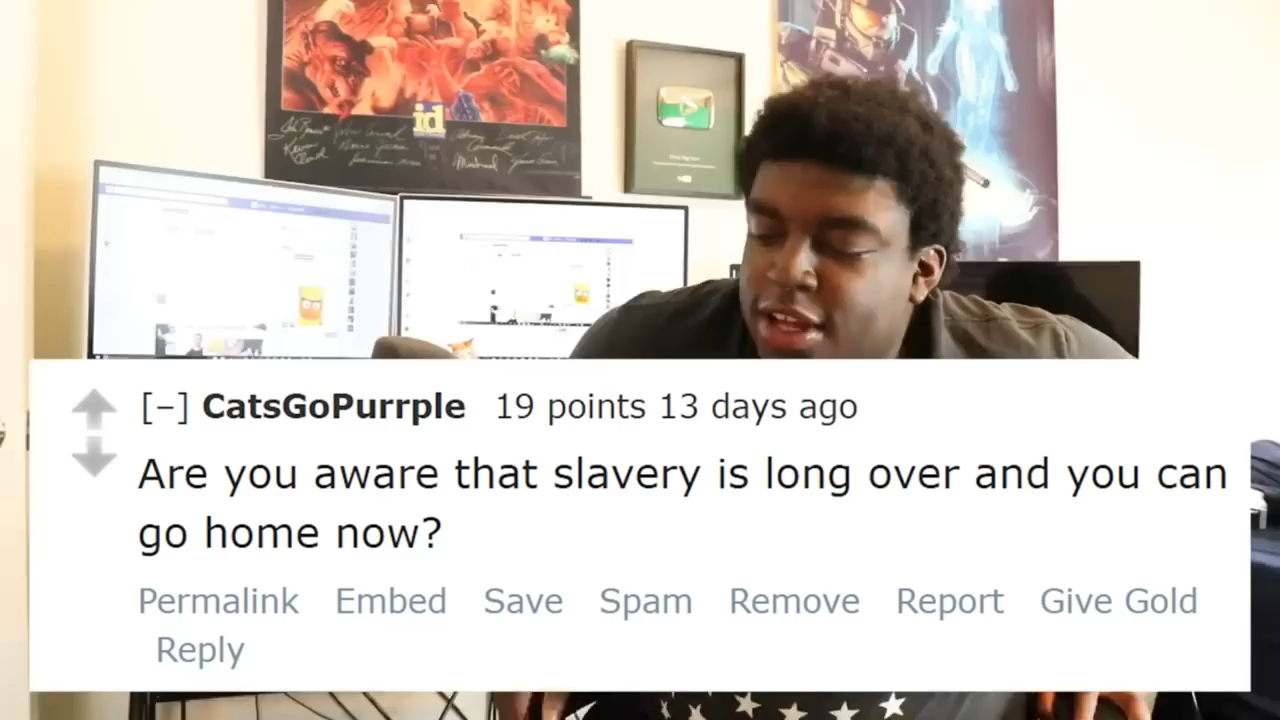 id
[–] CatsGoPurrple 19 points 13 days ago
Are you aware that slavery is long over and you can
go home now?
Permalink Embed Save Spam Remove Report Give Gold
Reply